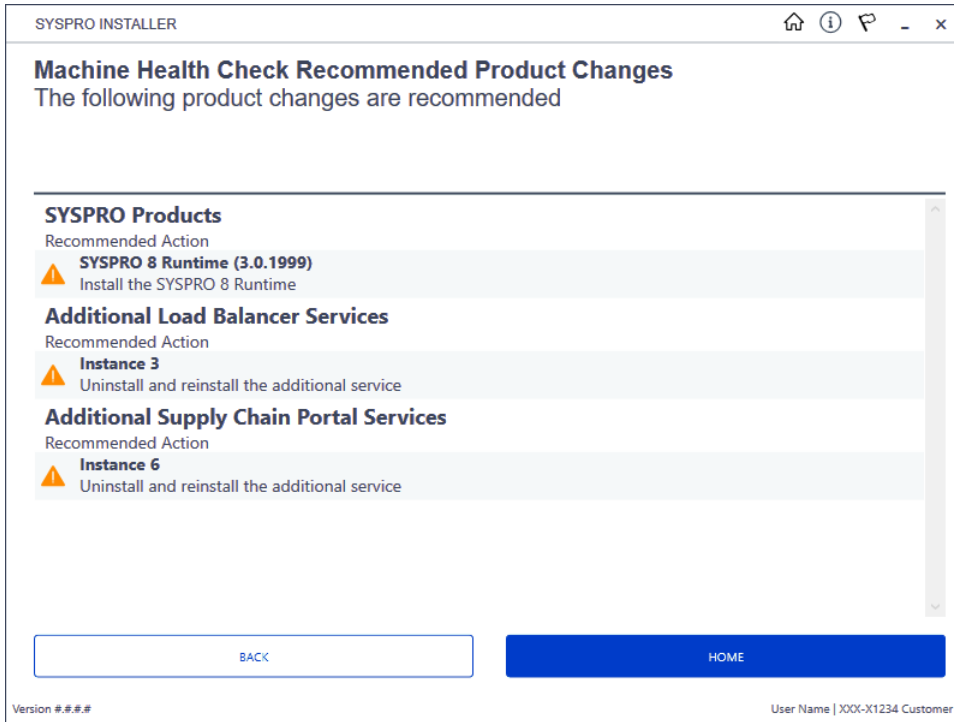 SYSPRO INSTALLER
Machine Health Check Recommended Product Changes
The following product changes are recommended
SYSPRO Products
Recommended Action
SYSPRO 8 Runtime (3.0.1999)
Install the SYSPRO 8 Runtime
Additional Load Balancer Services
Recommended Action
Instance 3
Uninstall and reinstall the additional service
Additional Supply Chain Portal Services
Recommended Action
Instance 6
Uninstall and reinstall the additional service
BACK
HOME
Version #.#.#.#
User Name | XXX-X1234 Customer